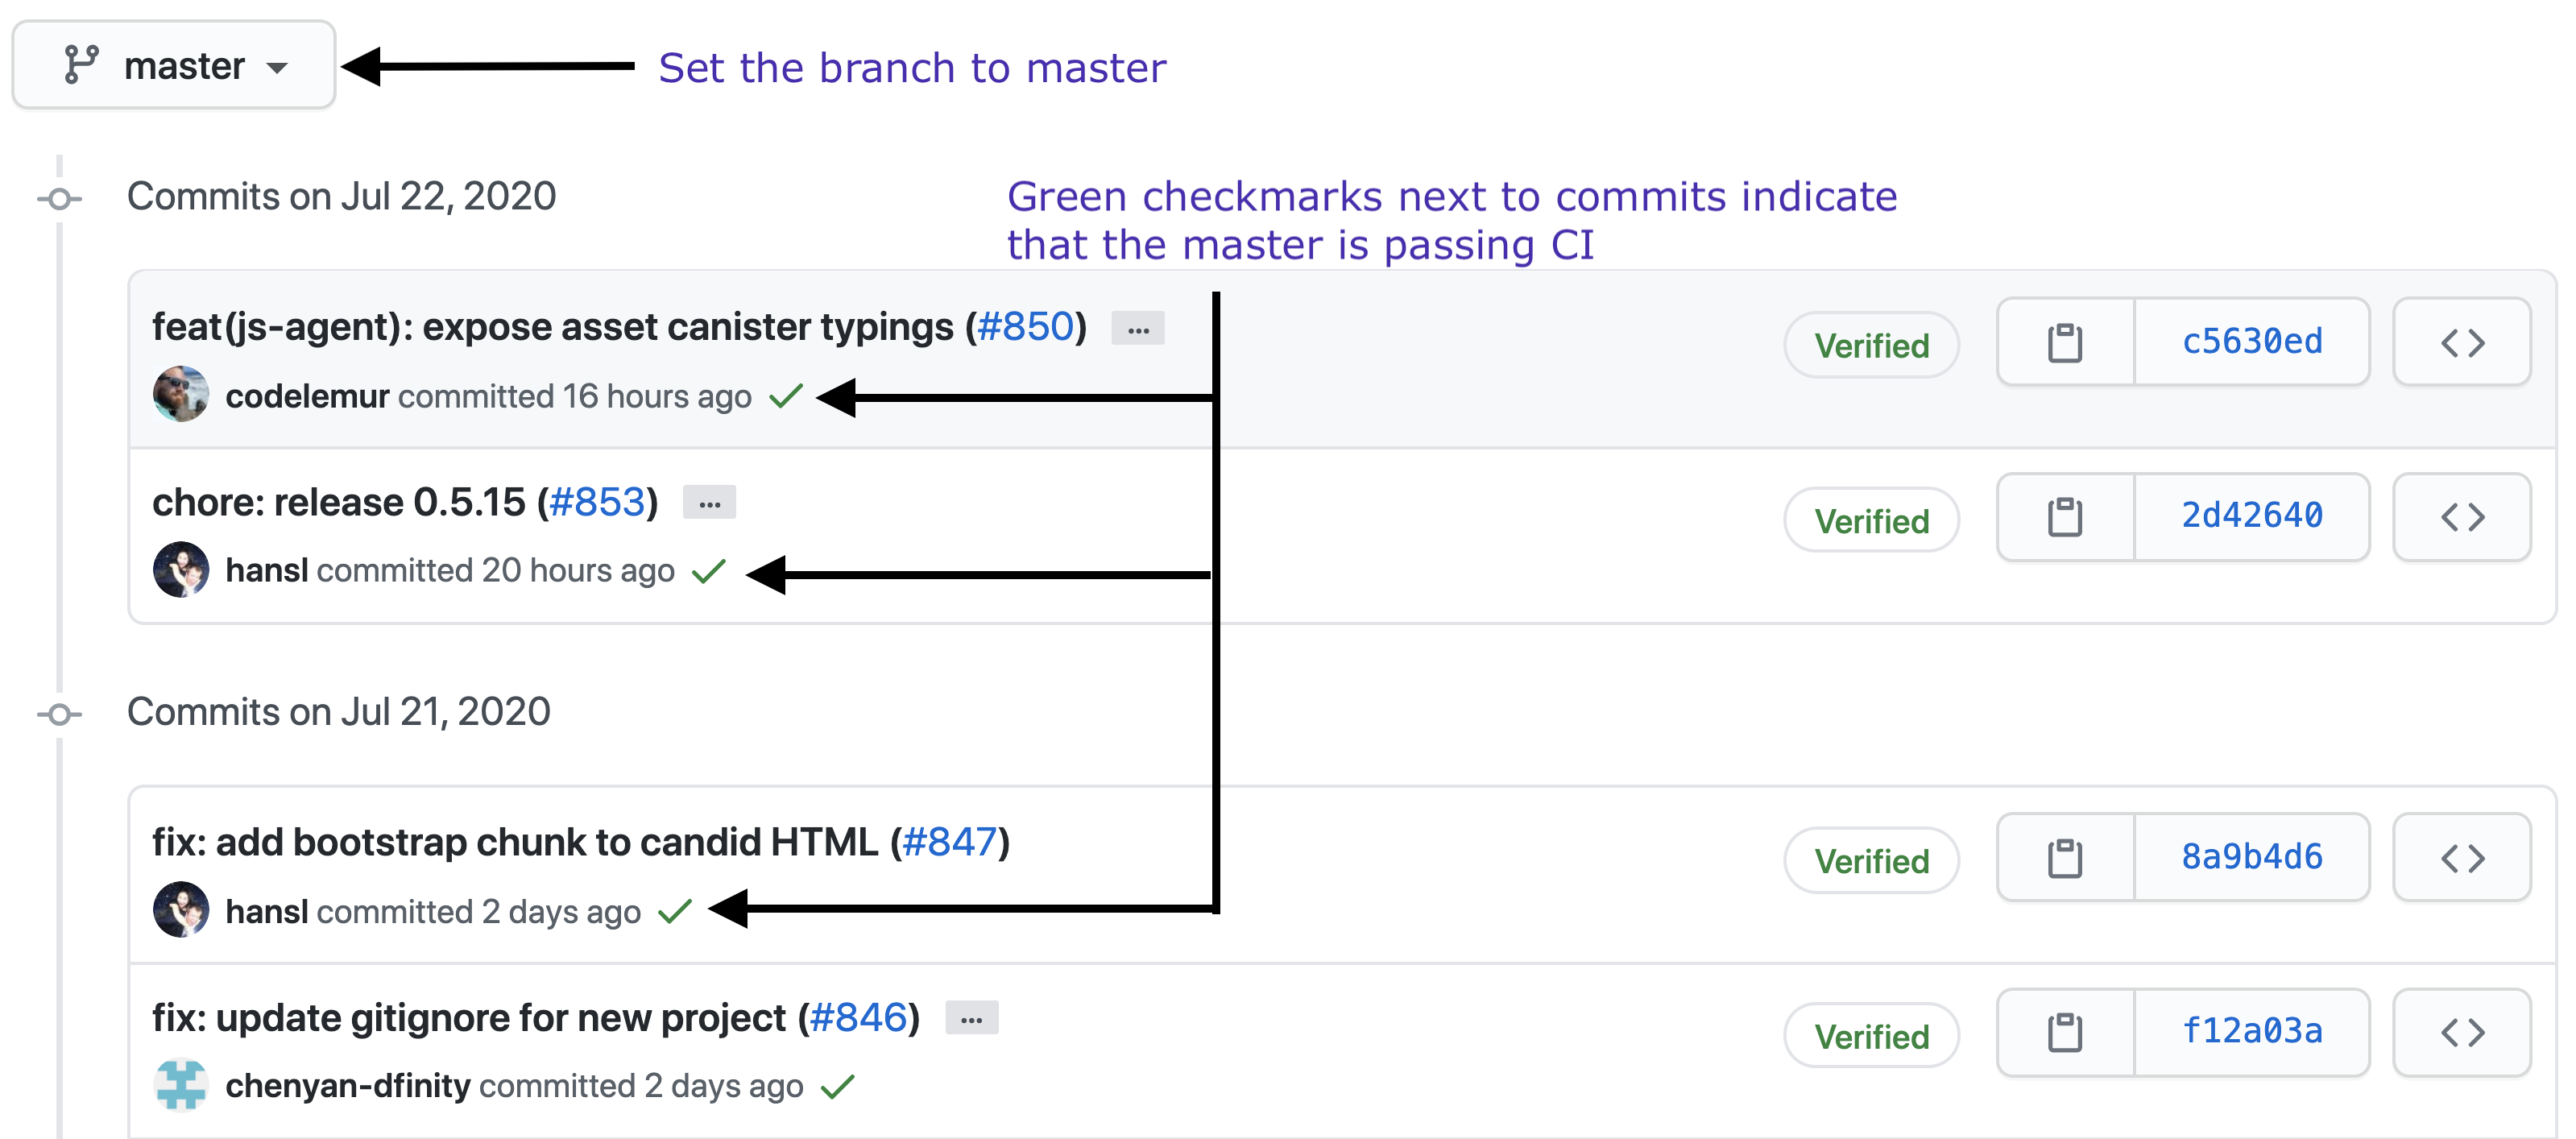 master
Set the branch to master
Commits on Jul 22, 2020
Green checkmarks next to commits indicate
that the master is passing CI
feat(js-agent): expose asset canister typings (#850) ...
Verified
c5630ed
codelemur committed 16 hours ago
chore: release 0.5.15 (#853) ...
Verified
2d42640
hansl committed 20 hours ago
Commits on Jul 21, 2020
fix: add bootstrap chunk to candid HTML (#847)
Verified
8a9b4d6
hansl committed 2 days ago
fix: update gitignore for new project (#846) ...
Verified
f12a03a
chenyan-dfinity committed 2 days ago